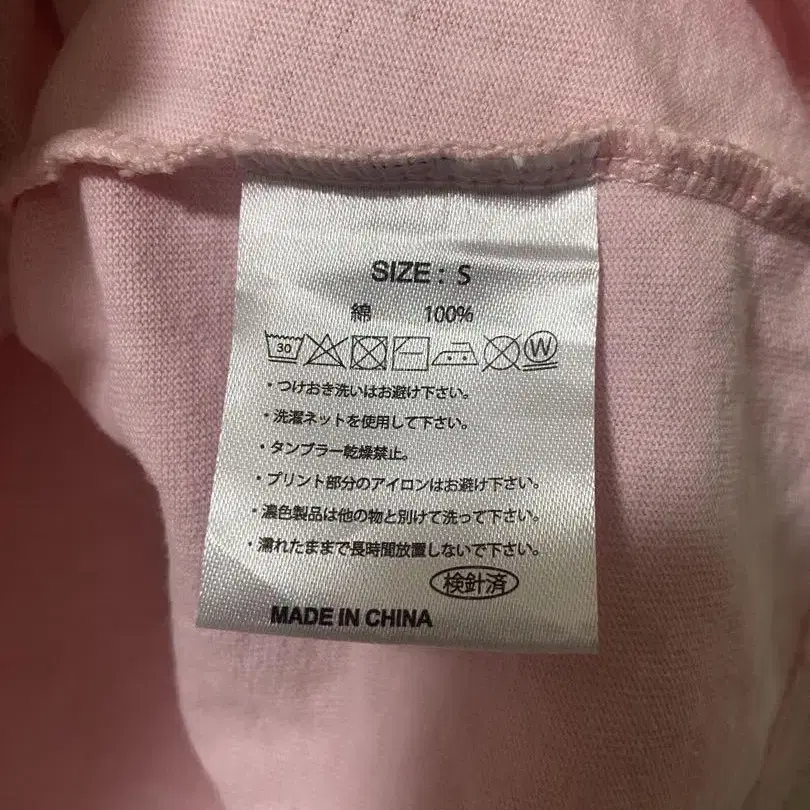 SIZE : S
綿 100%
30 W
・つけおき洗いはお避け下さい。
・洗濯ネットを使用して下さい。
・タンブラー乾燥禁止。
・プリント部分のアイロンはお避け下さい。
・濃色製品は他の物と別けて洗って下さい。
・濡れたままで長時間放置しないで下さい。
検針済
MADE IN CHINA